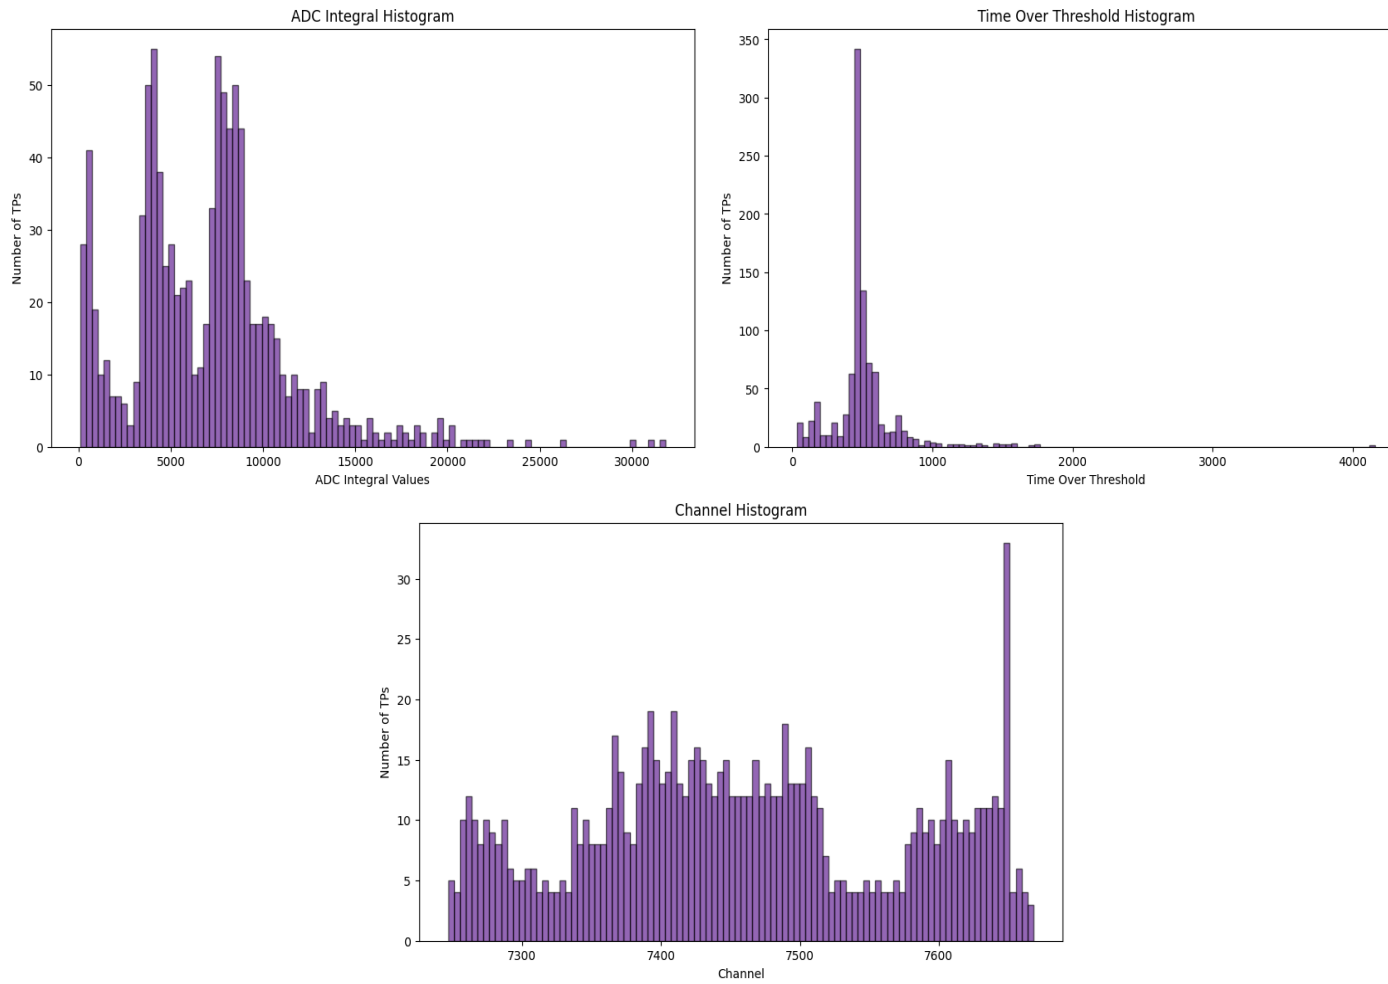 ADC Integral Histogram
Number of TPs
50
40
30
20
10
0
0 5000 10000 15000 20000 25000 30000
ADC Integral Values
Time Over Threshold Histogram
Number of TPs
350
300
250
200
150
100
50
0
0 1000 2000 3000 4000
Time Over Threshold
Channel Histogram
Number of TPs
30
25
20
15
10
5
0
7300 7400 7500 7600
Channel